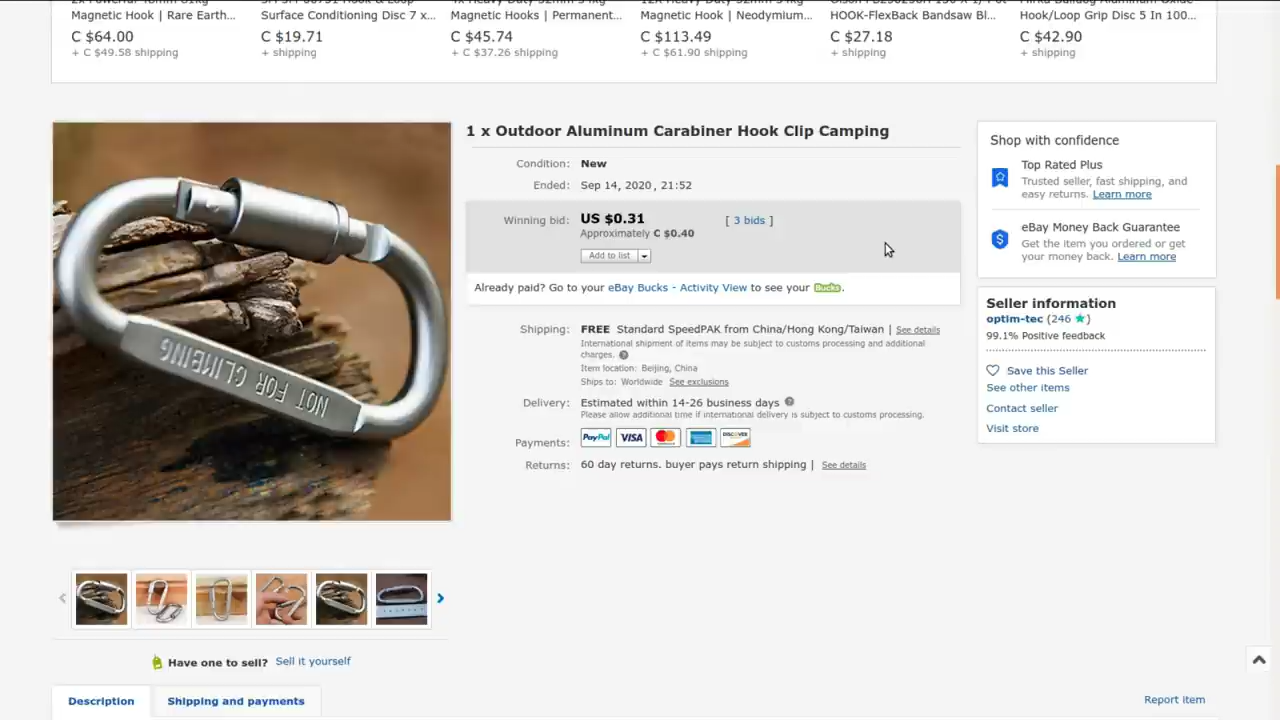 Magnetic Hook | Rare Earth...
Surface Conditioning Disc 7 x...
Magnetic Hooks | Permanent...
Magnetic Hook | Neodymium...
HOOK-FlexBack Bandsaw Bl...
Hook/Loop Grip Disc 5 In 100...
C $64.00
C $19.71
C $45.74
C $113.49
C $27.18
C $42.90
+ C $49.58 shipping
+ shipping
+ C $37.26 shipping
+ C $61.90 shipping
+ shipping
+ shipping
NOT FOR CLIMBING
1 x Outdoor Aluminum Carabiner Hook Clip Camping
Condition: New
Ended: Sep 14, 2020 , 21:52
Winning bid: US $0.31 [ 3 bids ]
Approximately C $0.40
Add to list
Already paid? Go to your eBay Bucks - Activity View to see your Bucks.
Shipping: FREE Standard SpeedPAK from China/Hong Kong/Taiwan | See details
International shipment of items may be subject to customs processing and additional
charges.
Item location: Beijing, China
Ships to: Worldwide See exclusions
Delivery: Estimated within 14-26 business days
Please allow additional time if international delivery is subject to customs processing.
Payments: PayPal VISA MasterCard AMERICAN EXPRESS DISCOVER
Returns: 60 day returns. buyer pays return shipping | See details
Shop with confidence
Top Rated Plus
Trusted seller, fast shipping, and
easy returns. Learn more
eBay Money Back Guarantee
Get the item you ordered or get
your money back. Learn more
Seller information
optim-tec (246 ★)
99.1% Positive feedback
Save this Seller
See other items
Contact seller
Visit store
Have one to sell? Sell it yourself
Description
Shipping and payments
Report item